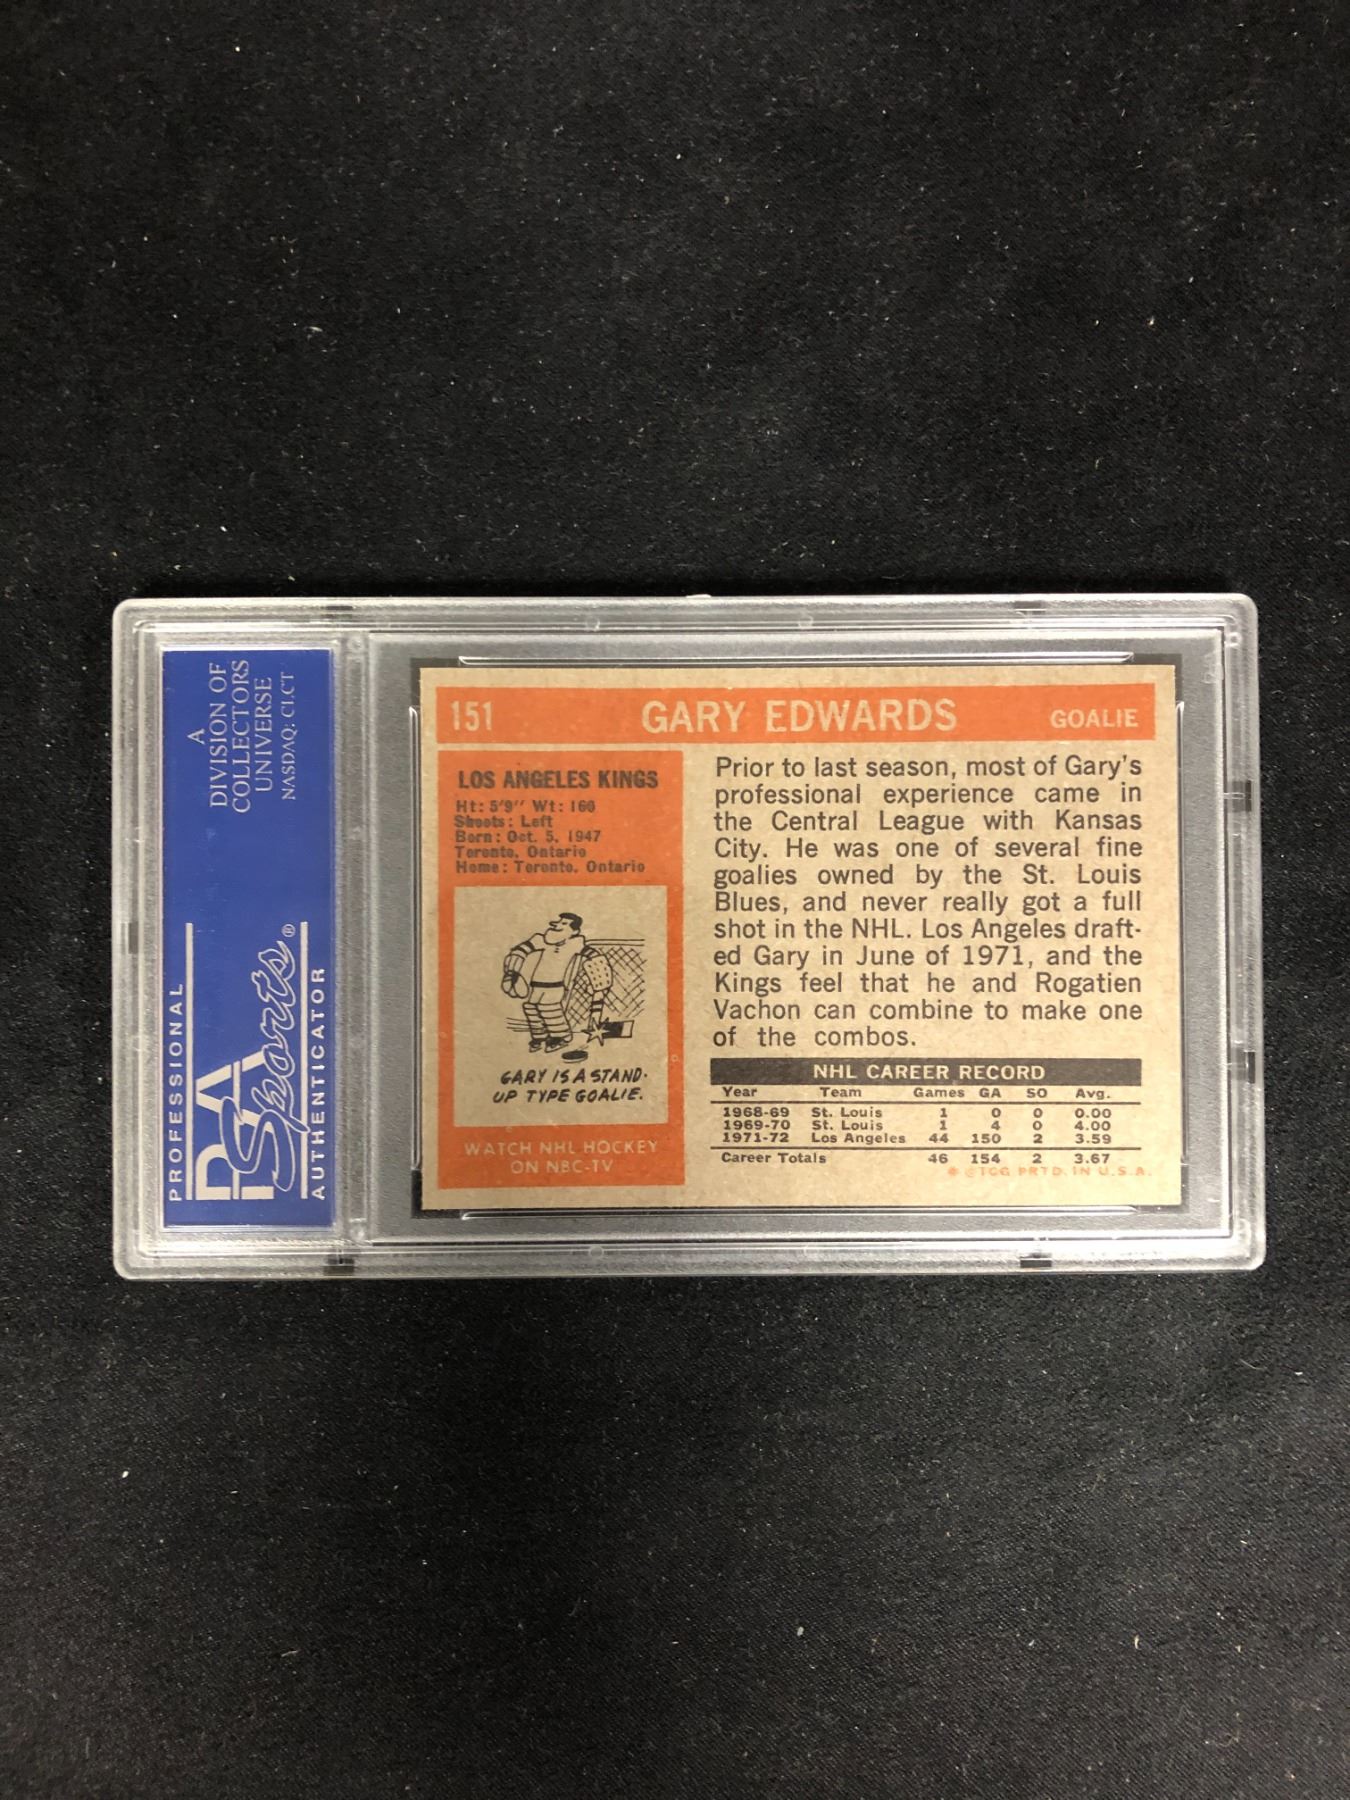 A
DIVISION OF
COLLECTORS
UNIVERSE
NASDAQ: CLCT
PROFESSIONAL
PSA
Sports®
AUTHENTICATOR
151 GARY EDWARDS GOALIE
LOS ANGELES KINGS
Ht: 5'9" Wt: 160
Shoots: Left
Born: Oct. 5, 1947
Toronto, Ontario
Home: Toronto, Ontario
GARY IS A STAND-
UP TYPE GOALIE.
WATCH NHL HOCKEY
ON NBC-TV
Prior to last season, most of Gary's
professional experience came in
the Central League with Kansas
City. He was one of several fine
goalies owned by the St. Louis
Blues, and never really got a full
shot in the NHL. Los Angeles draft-
ed Gary in June of 1971, and the
Kings feel that he and Rogatien
Vachon can combine to make one
of the combos.
NHL CAREER RECORD
Year Team Games GA SO Avg.
1968-69 St. Louis 1 0 0 0.00
1969-70 St. Louis 1 4 0 4.00
1971-72 Los Angeles 44 150 2 3.59
Career Totals 46 154 2 3.67
* ©TCG PRTD. IN U.S.A.